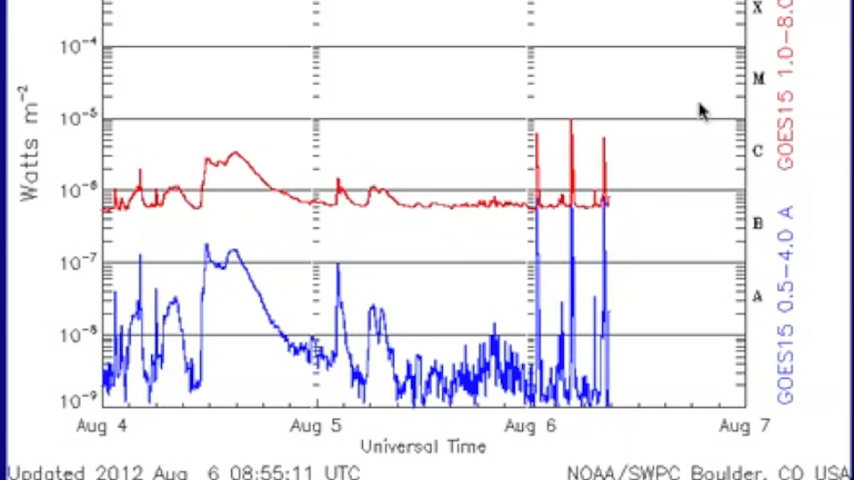 X
10⁻⁴
M
10⁻⁵
C
10⁻⁶
B
10⁻⁷
A
10⁻⁸
10⁻⁹
Watts m⁻²
GOES15 1.0–8.0
GOES15 0.5–4.0 A
Aug 4 Aug 5 Aug 6 Aug 7
Universal Time
Updated 2012 Aug 6 08:55:11 UTC NOAA/SWPC Boulder, CO USA